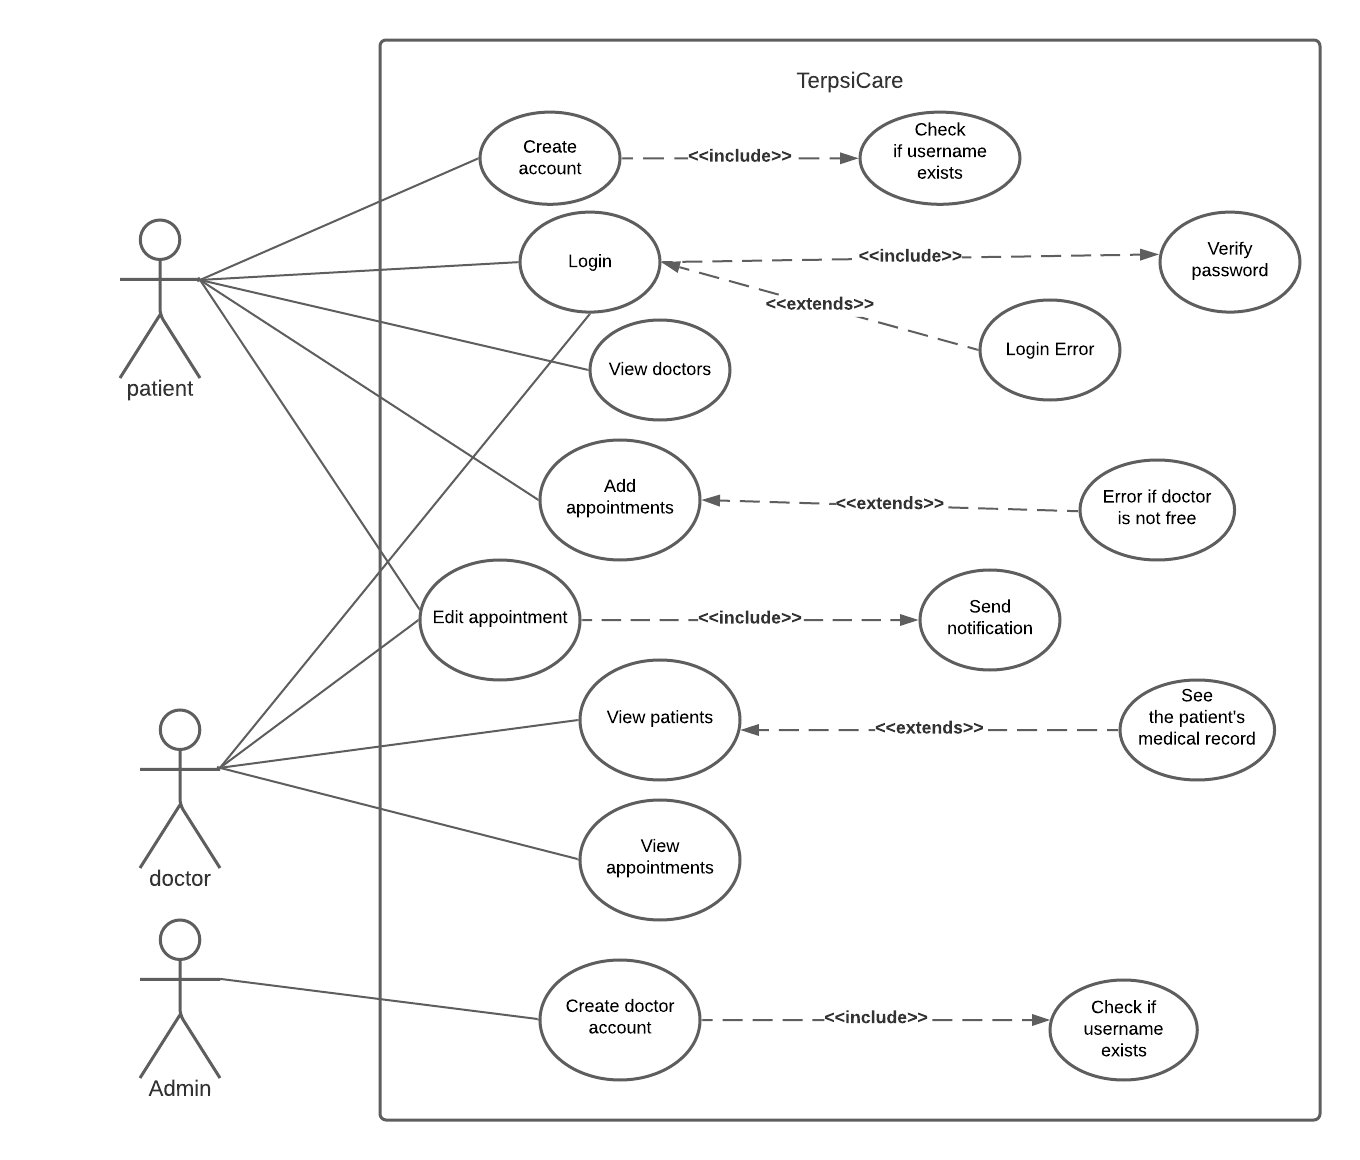 TerpsiCare
Create
account
<<include>>
Check
if username
exists
Login
<<include>>
Verify
password
<<extends>>
Login Error
View doctors
patient
Add
appointments
<<extends>>
Error if doctor
is not free
Edit appointment
<<include>>
Send
notification
View patients
<<extends>>
See
the patient's
medical record
View
appointments
doctor
Create doctor
account
<<include>>
Check if
username
exists
Admin